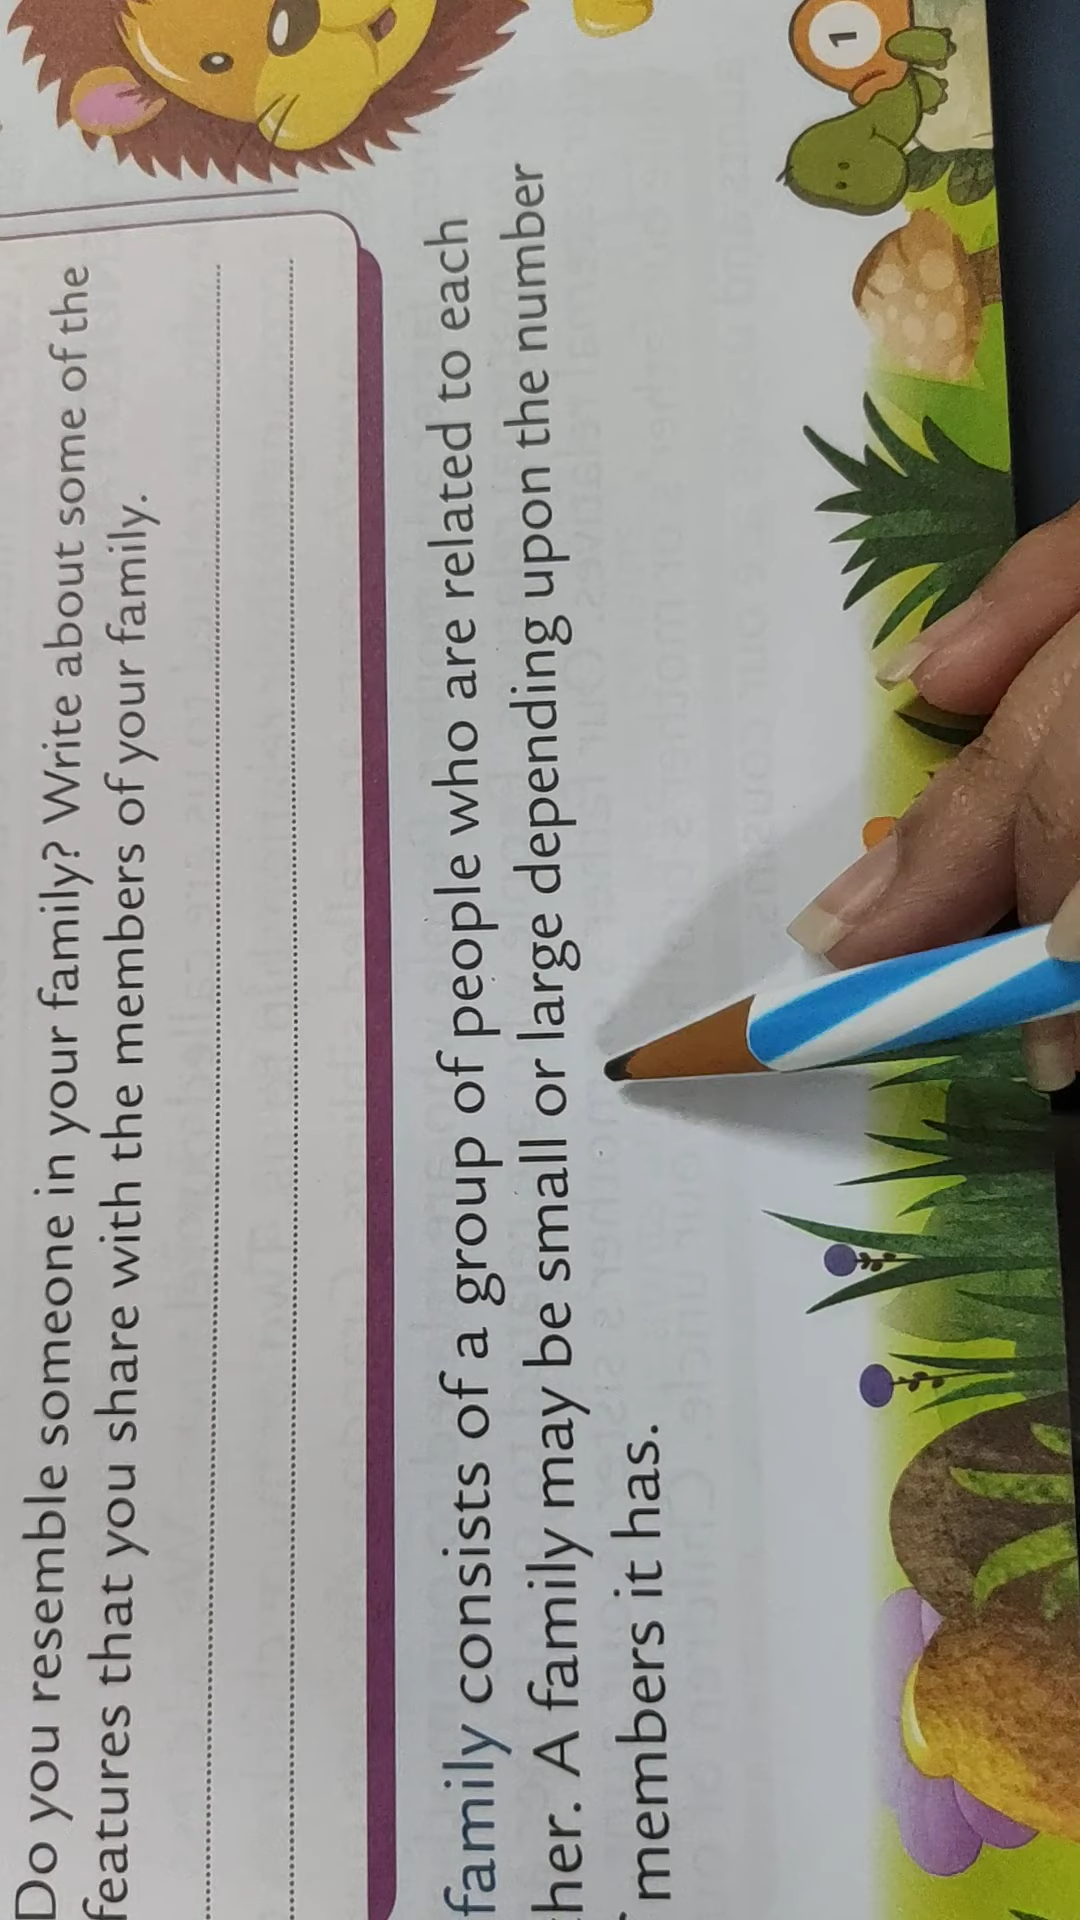 Do you resemble someone in your family? Write about some of the
features that you share with the members of your family.
family consists of a group of people who are related to each
her. A family may be small or large depending upon the number
members it has.
1